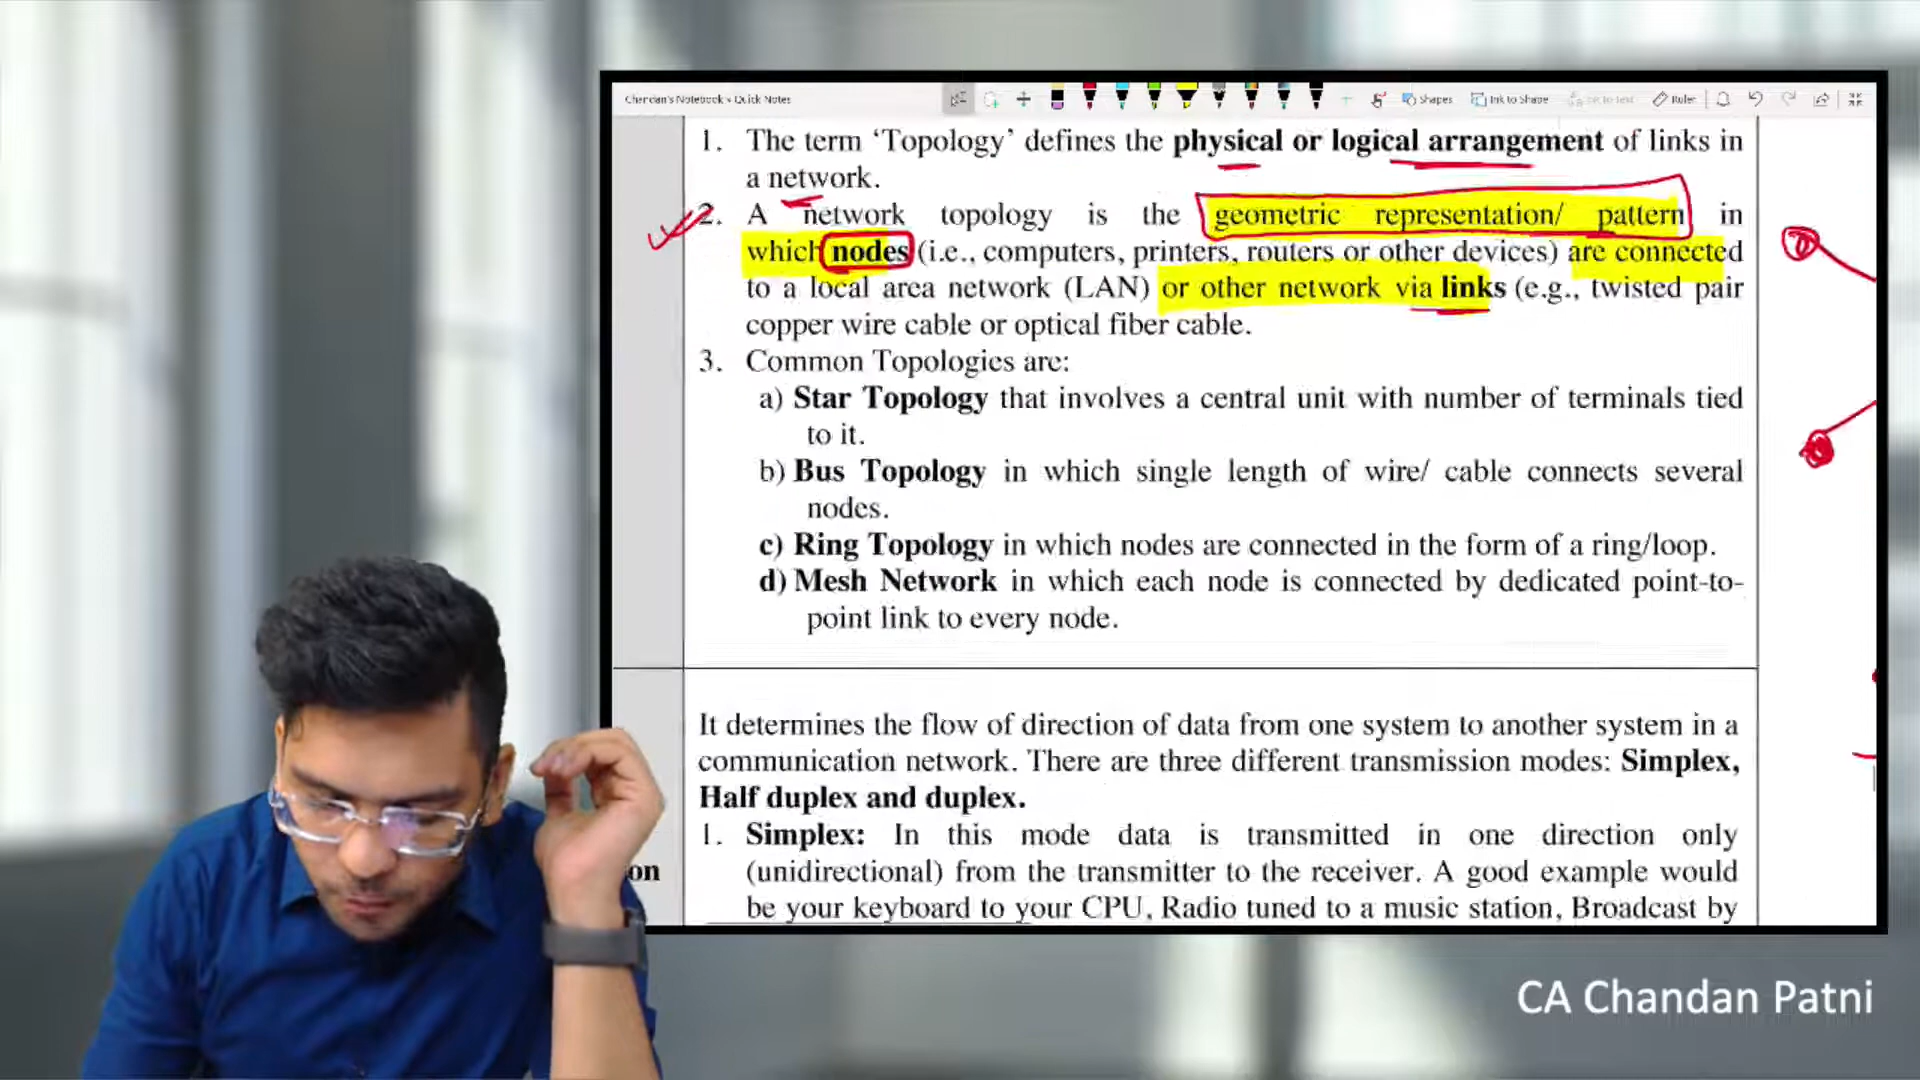 Chandan's Notebook » Quick Notes
Shapes
Ink to Shape
Ruler
1. The term ‘Topology’ defines the physical or logical arrangement of links in
a network.
2. A network topology is the geometric representation/ pattern in
which nodes (i.e., computers, printers, routers or other devices) are connected
to a local area network (LAN) or other network via links (e.g., twisted pair
copper wire cable or optical fiber cable.
3. Common Topologies are:
a) Star Topology that involves a central unit with number of terminals tied
to it.
b) Bus Topology in which single length of wire/ cable connects several
nodes.
c) Ring Topology in which nodes are connected in the form of a ring/loop.
d) Mesh Network in which each node is connected by dedicated point-to-
point link to every node.
It determines the flow of direction of data from one system to another system in a
communication network. There are three different transmission modes: Simplex,
Half duplex and duplex.
1. Simplex: In this mode data is transmitted in one direction only
on
(unidirectional) from the transmitter to the receiver. A good example would
be your keyboard to your CPU, Radio tuned to a music station, Broadcast by
CA Chandan Patni